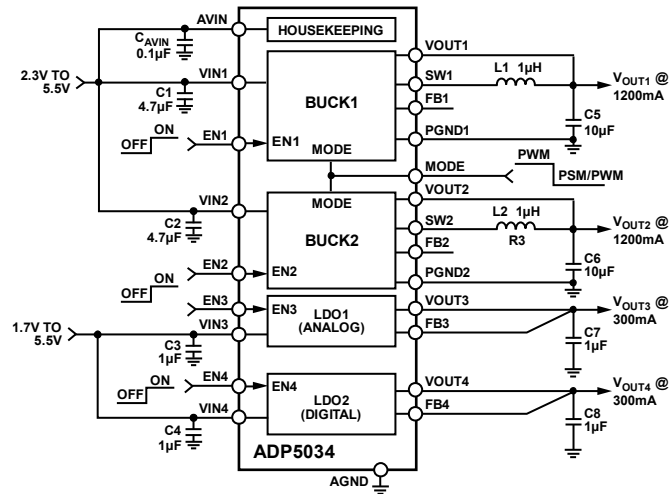 AVIN
HOUSEKEEPING
CAVIN
0.1µF
VOUT1
2.3V TO
5.5V
VIN1
C1
4.7µF
BUCK1
SW1
L1 1µH
VOUT1 @
1200mA
FB1
C5
10µF
ON
OFF
EN1
EN1
PGND1
MODE
MODE
PWM
PSM/PWM
VIN2
C2
4.7µF
MODE
BUCK2
VOUT2
SW2
L2 1µH
R3
VOUT2 @
1200mA
FB2
C6
10µF
EN2
EN2
PGND2
ON
OFF
EN3
EN3
LDO1
(ANALOG)
VOUT3
VOUT3 @
300mA
1.7V TO
5.5V
VIN3
FB3
C3
1µF
C7
1µF
ON
OFF
EN4
EN4
LDO2
(DIGITAL)
VOUT4
VOUT4 @
300mA
VIN4
FB4
C4
1µF
C8
1µF
ADP5034
AGND